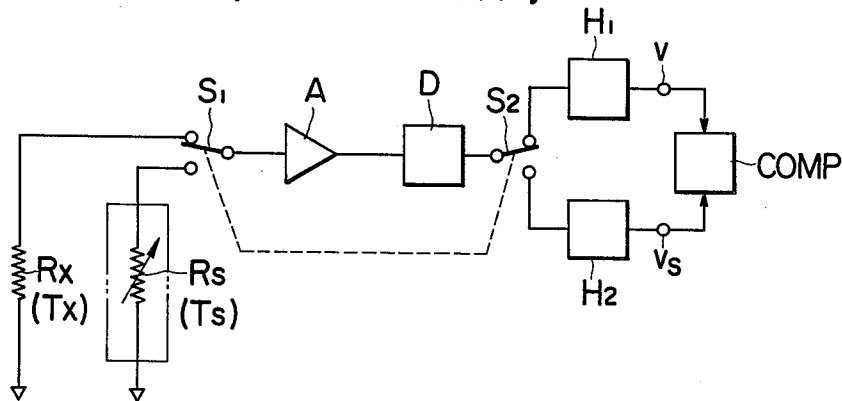 H1
V
S1
A
D
S2
COMP
Rx
(Tx)
Rs
(Ts)
H2
Vs